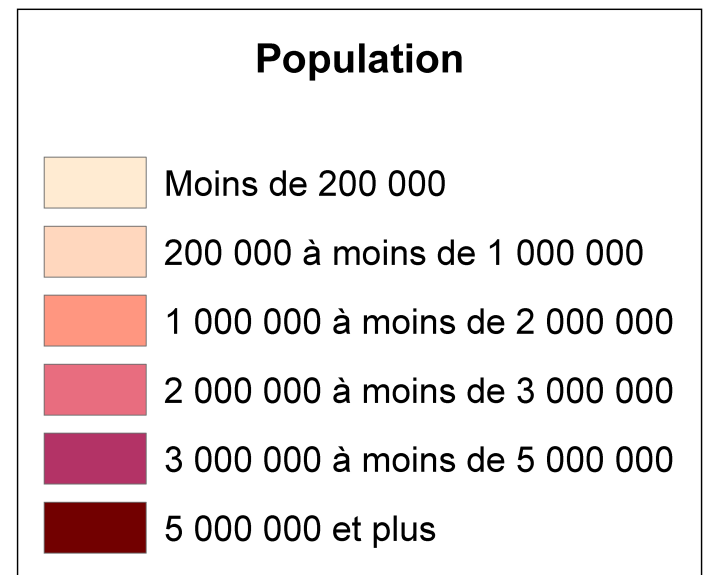 Population
Moins de 200 000
200 000 à moins de 1 000 000
1 000 000 à moins de 2 000 000
2 000 000 à moins de 3 000 000
3 000 000 à moins de 5 000 000
5 000 000 et plus